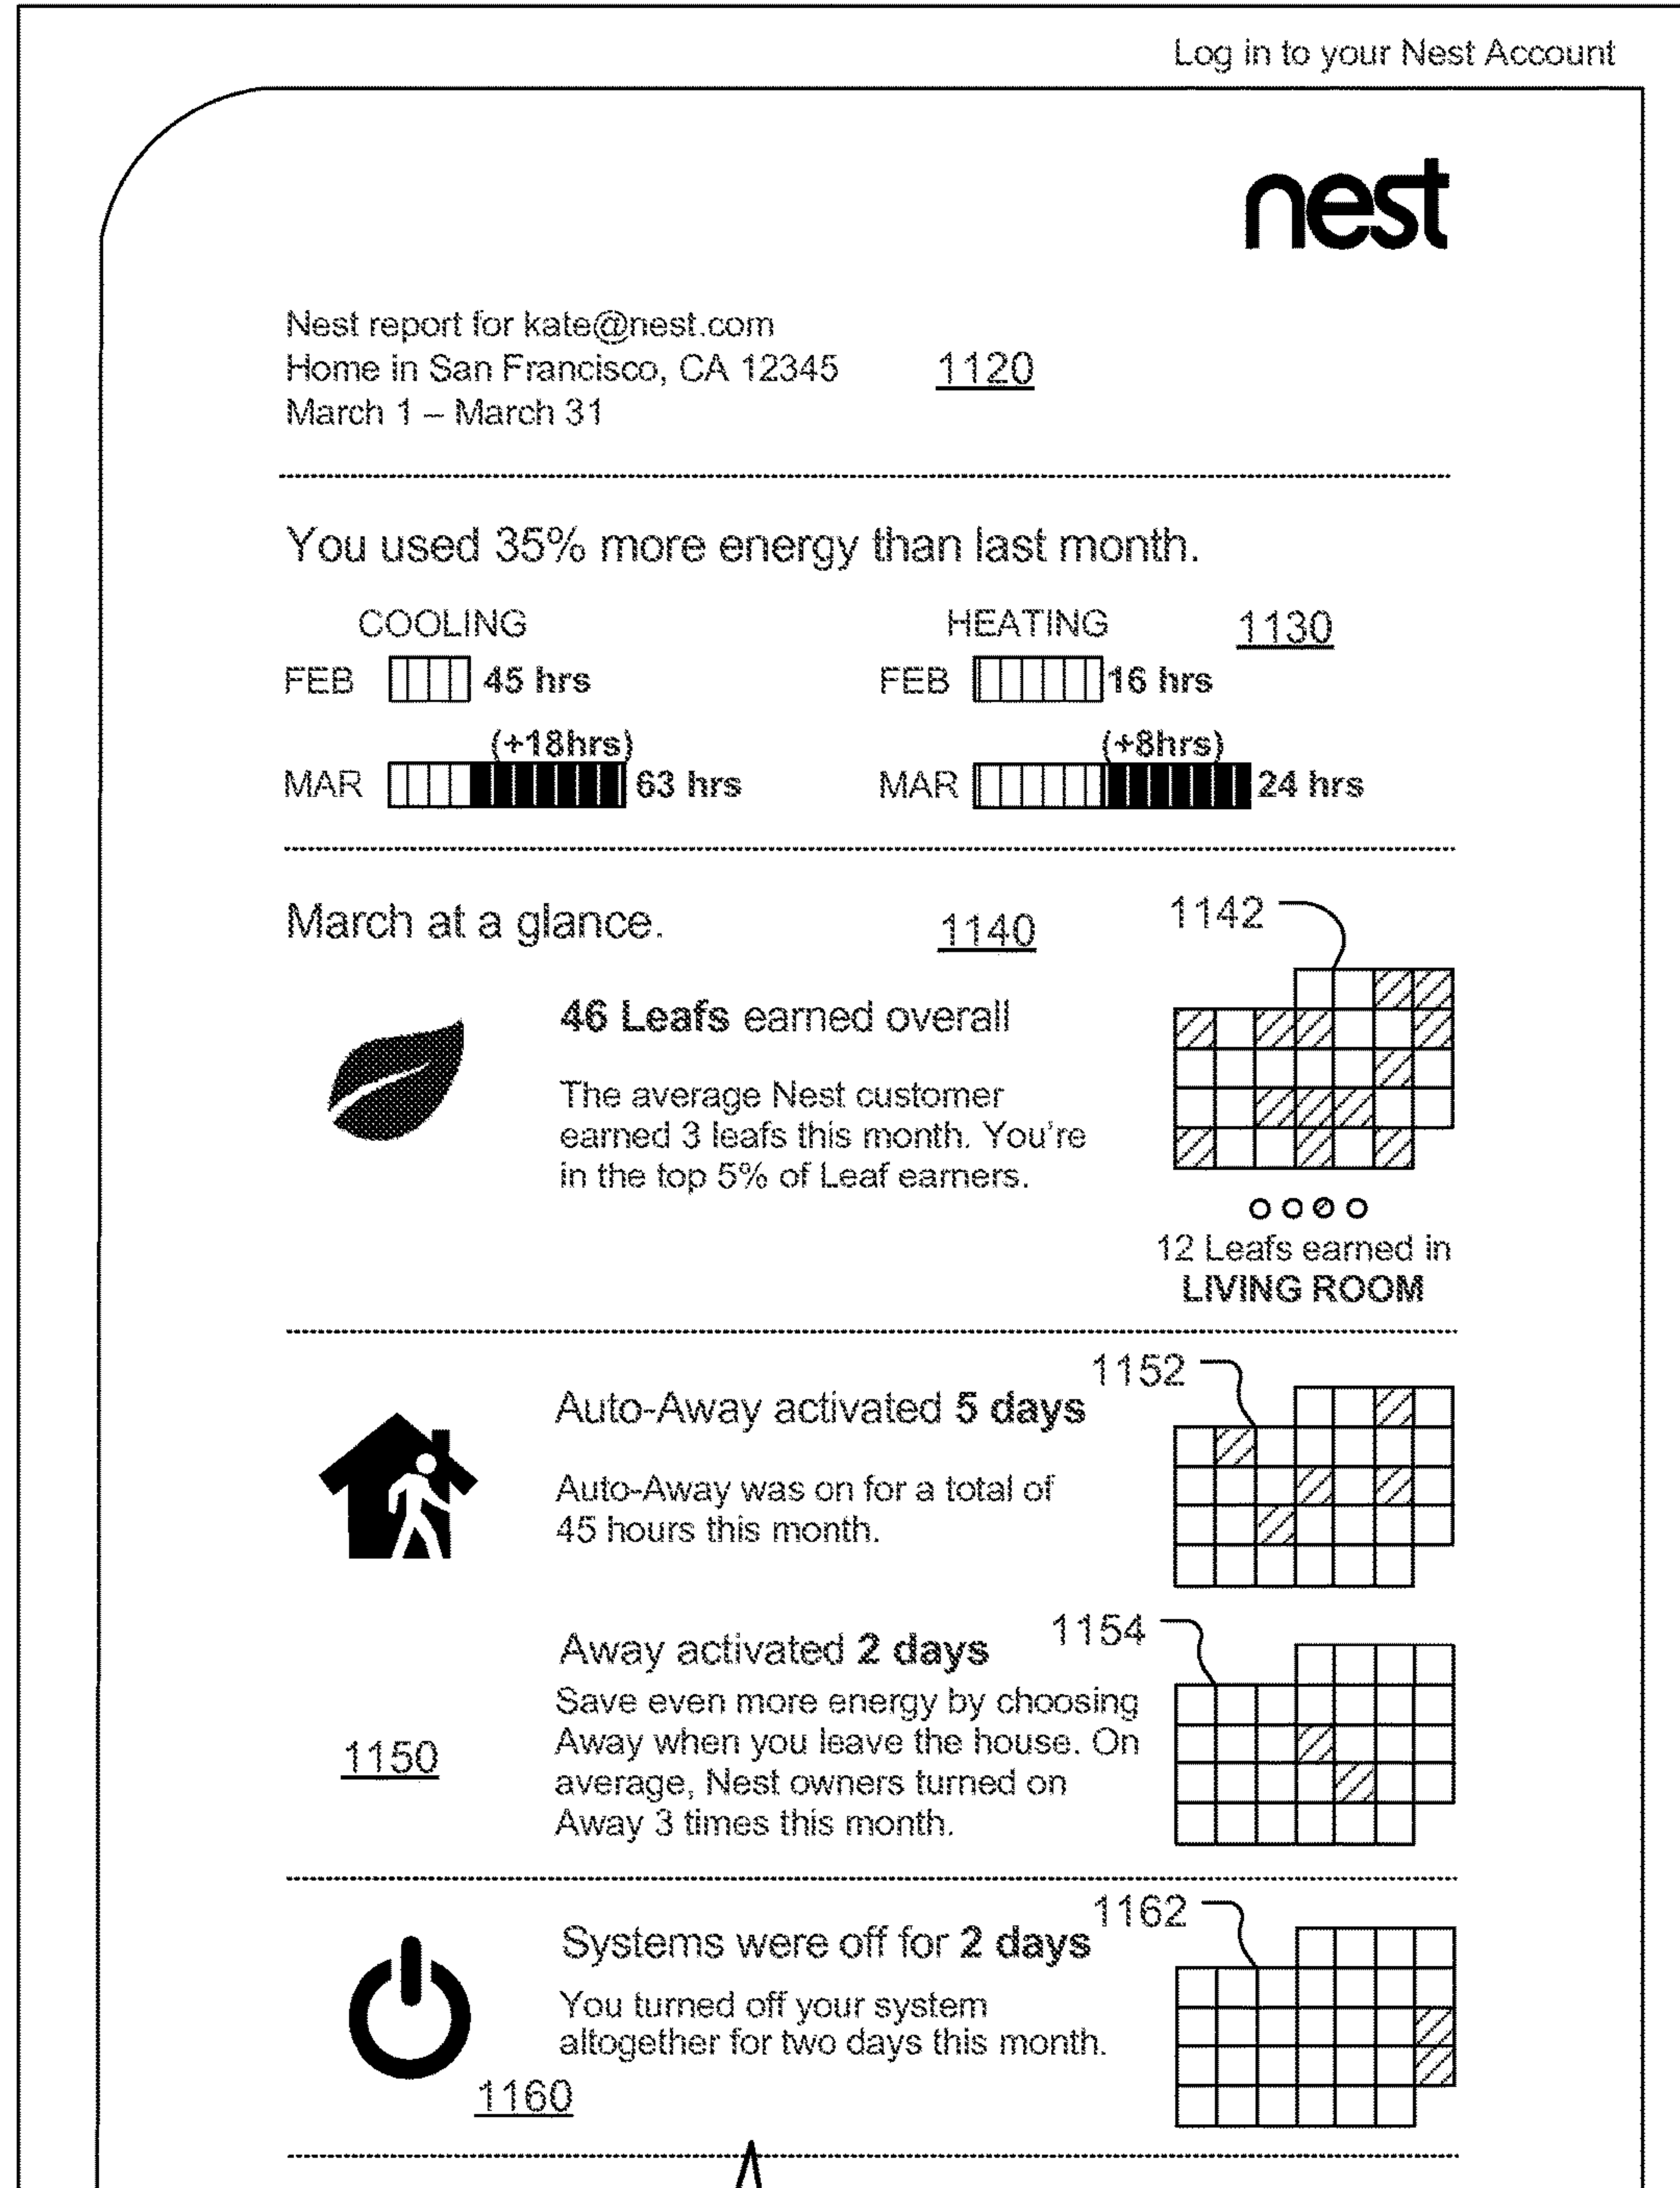 Log in to your Nest Account
nest
Nest report for kate@nest.com
Home in San Francisco, CA 12345
1120
March 1 – March 31
You used 35% more energy than last month.
COOLING
HEATING
1130
FEB 45 hrs
FEB 16 hrs
(+18hrs)
(+8hrs)
MAR 63 hrs
MAR 24 hrs
March at a glance.
1140
1142
46 Leafs earned overall
The average Nest customer
earned 3 leafs this month. You're
in the top 5% of Leaf earners.
12 Leafs earned in
LIVING ROOM
1152
Auto-Away activated 5 days
Auto-Away was on for a total of
45 hours this month.
1154
Away activated 2 days
Save even more energy by choosing
Away when you leave the house. On
average, Nest owners turned on
Away 3 times this month.
1150
1162
Systems were off for 2 days
You turned off your system
altogether for two days this month.
1160